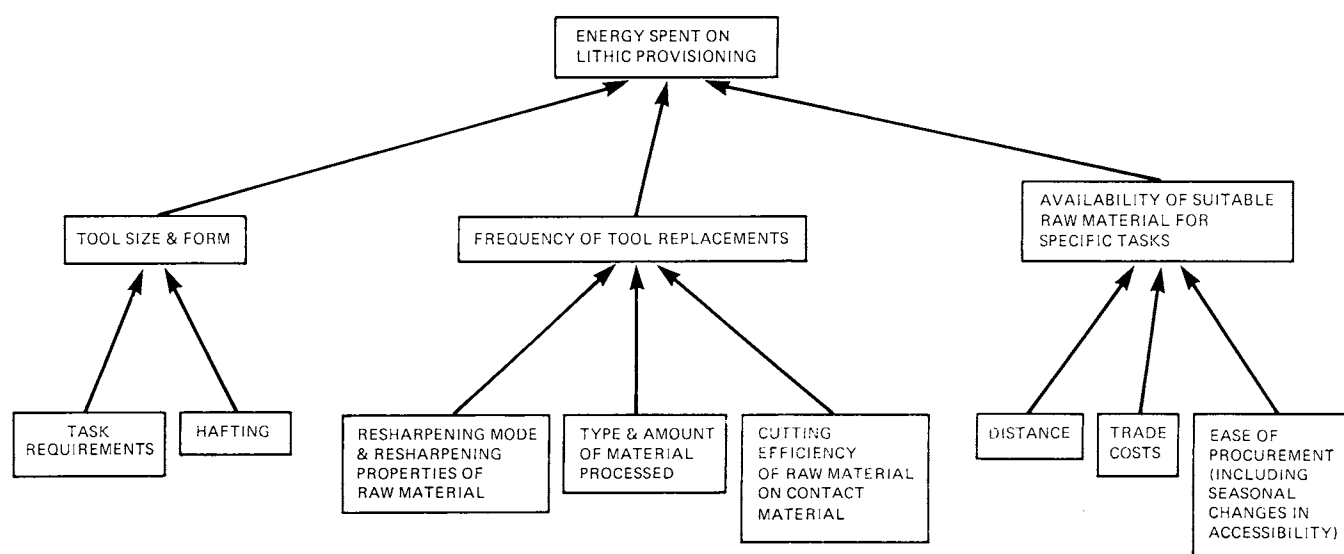 ENERGY SPENT ON
LITHIC PROVISIONING
TOOL SIZE & FORM
FREQUENCY OF TOOL REPLACEMENTS
AVAILABILITY OF SUITABLE
RAW MATERIAL FOR
SPECIFIC TASKS
TASK
REQUIREMENTS
HAFTING
RESHARPENING MODE
& RESHARPENING
PROPERTIES OF
RAW MATERIAL
TYPE & AMOUNT
OF MATERIAL
PROCESSED
CUTTING
EFFICIENCY
OF RAW MATERIAL
ON CONTACT
MATERIAL
DISTANCE
TRADE
COSTS
EASE OF
PROCUREMENT
(INCLUDING
SEASONAL
CHANGES IN
ACCESSIBILITY)